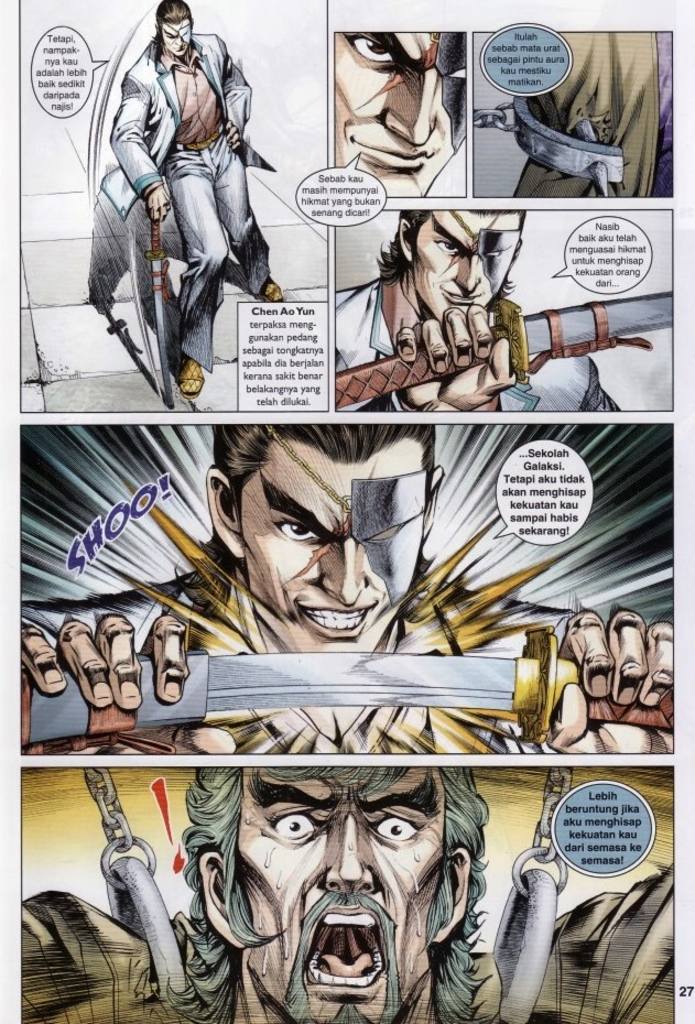 Tetapi,
nampak-
nya kau
adalah lebih
baik sedikit
daripada
najis!
Chen Ao Yun
terpaksa meng-
gunakan pedang
sebagai tongkatnya
apabila dia berjalan
kerana sakit benar
belakangnya yang
telah dilukai.
Sebab kau
masih mempunyai
hikmat yang bukan
senang dicari!
Itulah
sebab mata urat
sebagai pintu aura
kau mestiku
matikan.
Nasib
baik aku telah
menguasai hikmat
untuk menghisap
kekuatan orang
dari...
SHOO!
...Sekolah
Galaksi.
Tetapi aku tidak
akan menghisap
kekuatan kau
sampai habis
sekarang!
!
Lebih
beruntung jika
aku menghisap
kekuatan kau
dari semasa ke
semasa!
27